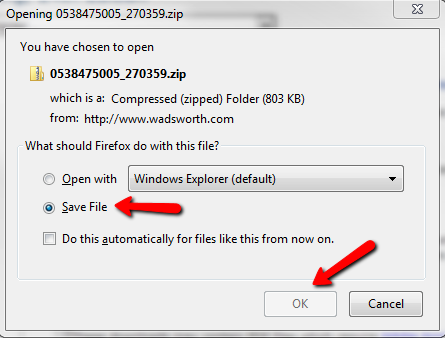 Opening 0538475005_270359.zip
You have chosen to open
0538475005_270359.zip
which is a: Compressed (zipped) Folder (803 KB)
from: http://www.wadsworth.com
What should Firefox do with this file?
Open with Windows Explorer (default)
Save File
Do this automatically for files like this from now on.
OK Cancel